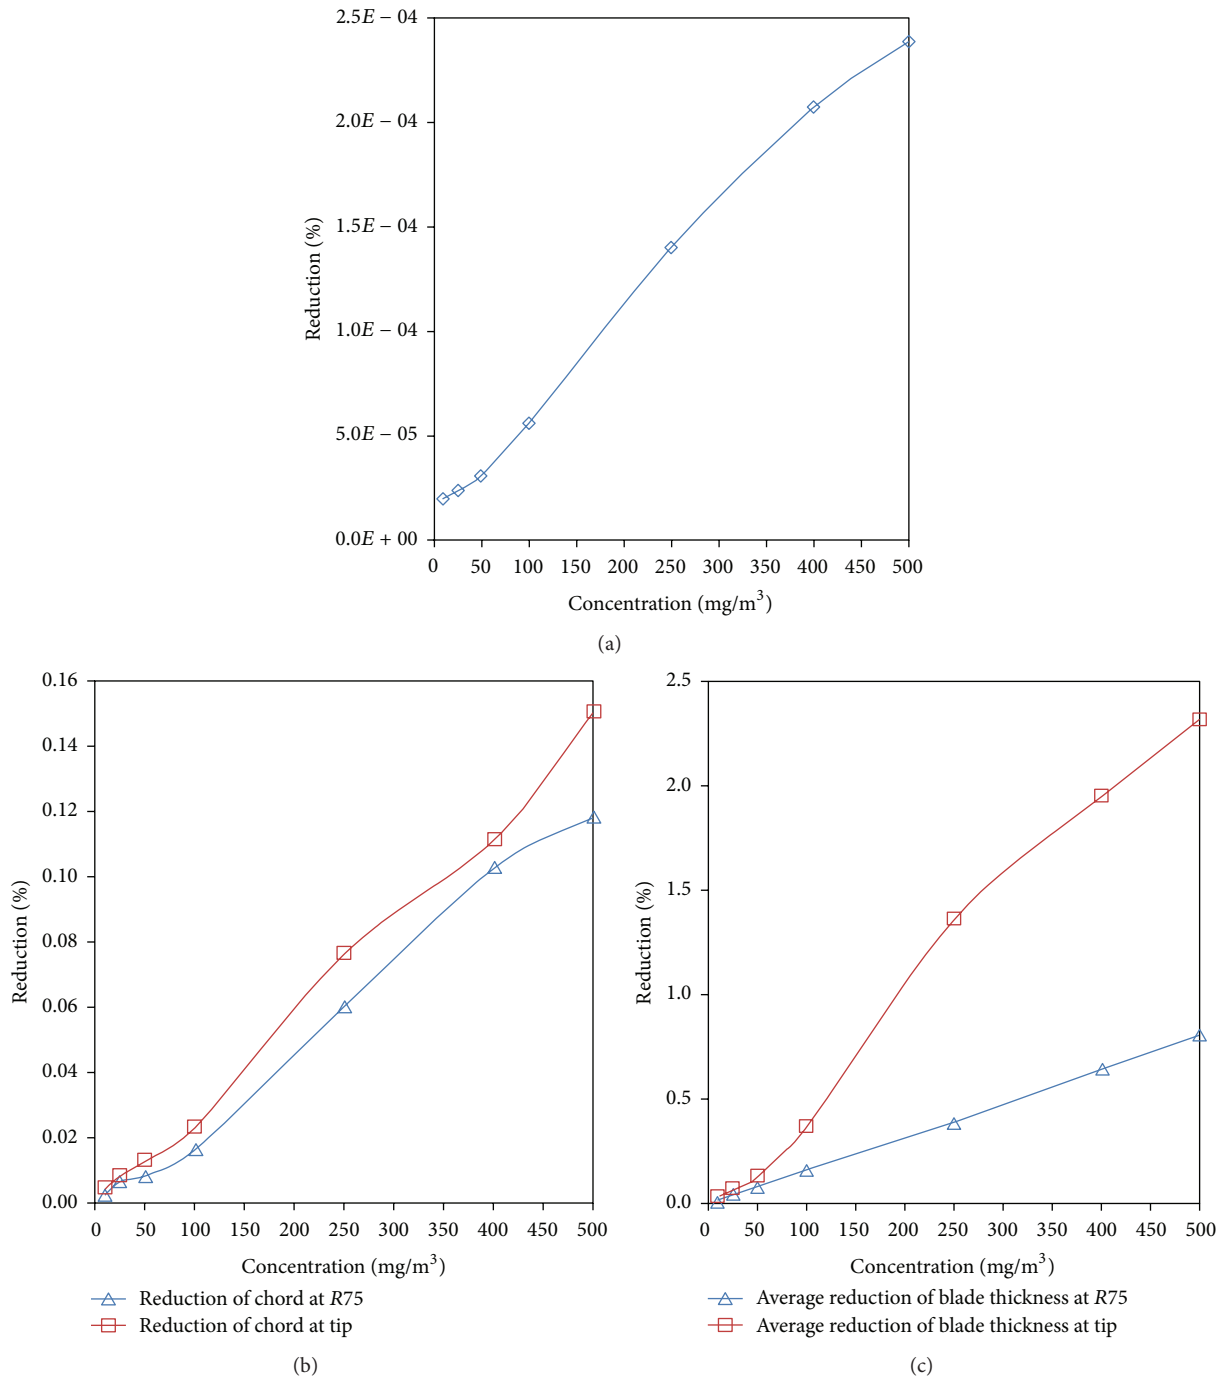 2.5E − 04
2.0E − 04
1.5E − 04
1.0E − 04
5.0E − 05
0.0E + 00
Reduction (%)
0 50 100 150 200 250 300 350 400 450 500
Concentration (mg/m³)
(a)
0.16
0.14
0.12
0.10
0.08
0.06
0.04
0.02
0.00
Reduction (%)
0 50 100 150 200 250 300 350 400 450 500
Concentration (mg/m³)
Reduction of chord at R75
Reduction of chord at tip
(b)
2.5
2.0
1.5
1.0
0.5
0.0
Reduction (%)
0 50 100 150 200 250 300 350 400 450 500
Concentration (mg/m³)
Average reduction of blade thickness at R75
Average reduction of blade thickness at tip
(c)